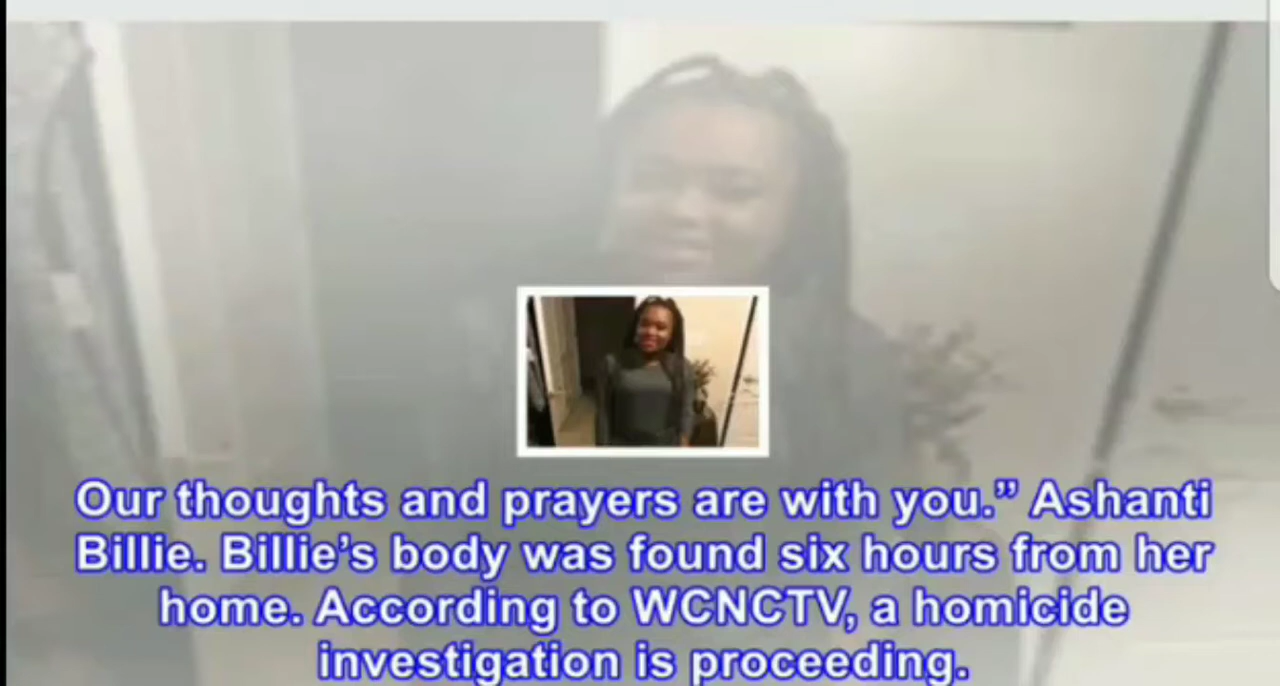 Our thoughts and prayers are with you.” Ashanti
Billie. Billie’s body was found six hours from her
home. According to WCNCTV, a homicide
investigation is proceeding.